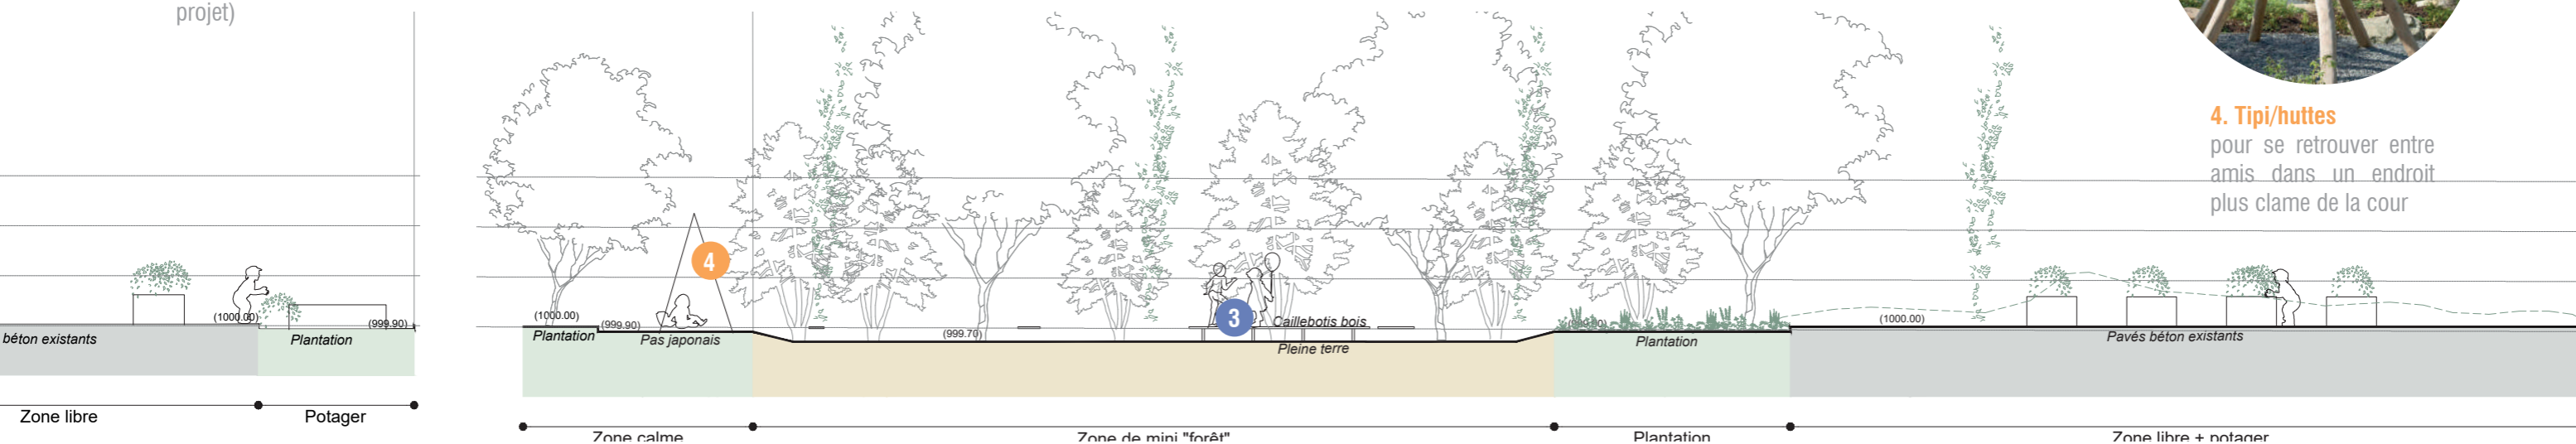 projet)
4. Tipi/huttes
pour se retrouver entre
amis dans un endroit
plus clame de la cour
4
3
(1000.00)
(999.90)
béton existants
Plantation
(1000.00)
Plantation
(999.90)
Pas japonais
(999.70)
Caillebotis bois
Pleine terre
Plantation
(1000.00)
Pavés béton existants
Zone libre
Potager
Zone calme
Zone de mini "forêt"
Plantation
Zone libre + potager